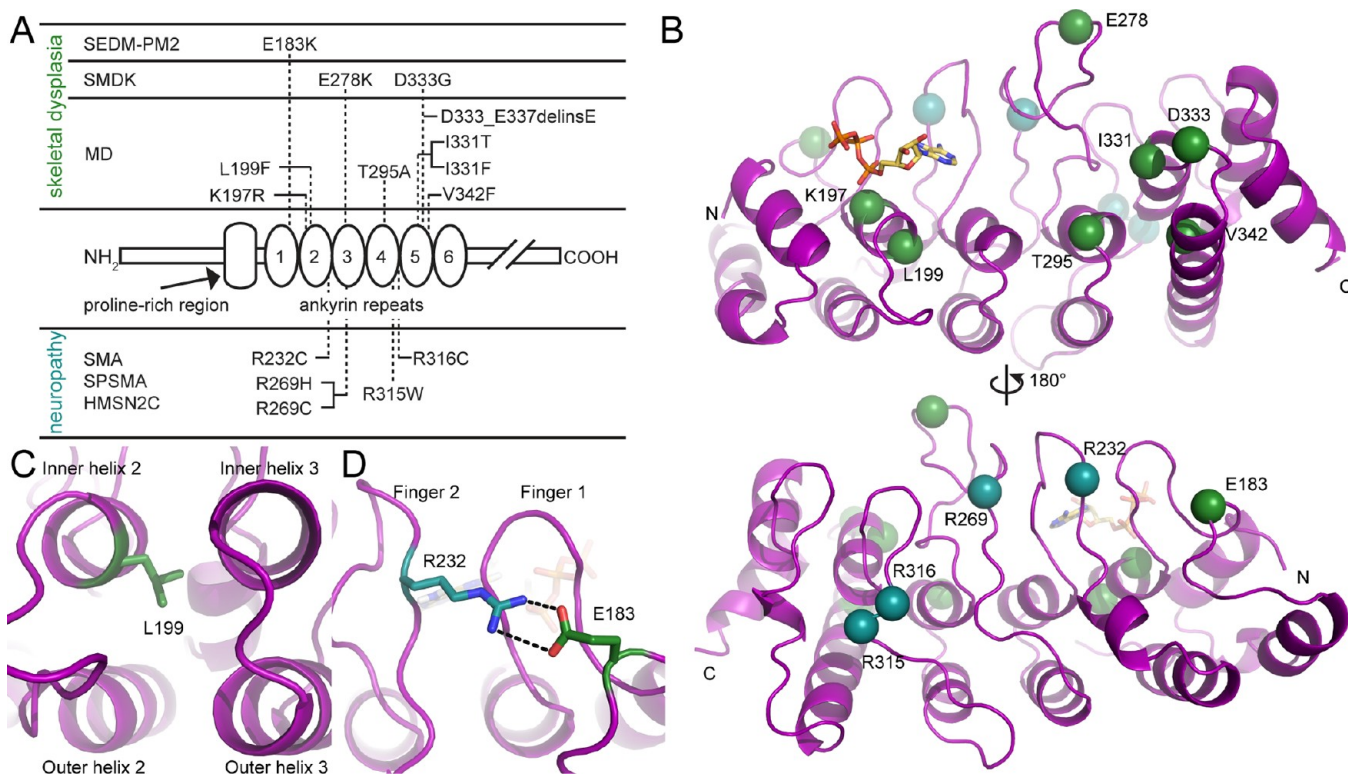 A
skeletal dysplasia
SEDM-PM2
E183K
SMDK
E278K
D333G
MD
D333_E337delinsE
I331T
L199F
T295A
I331F
K197R
V342F
NH2
1
2
3
4
5
6
COOH
proline-rich region
ankyrin repeats
neuropathy
SMA
R232C
R316C
SPSMA
R269H
R315W
HMSN2C
R269C
B
E278
D333
I331
K197
N
V342
L199
T295
C
180°
R232
E183
R269
R316
N
R315
C
C
Inner helix 2
Inner helix 3
L199
Outer helix 2
Outer helix 3
D
Finger 2
Finger 1
R232
E183